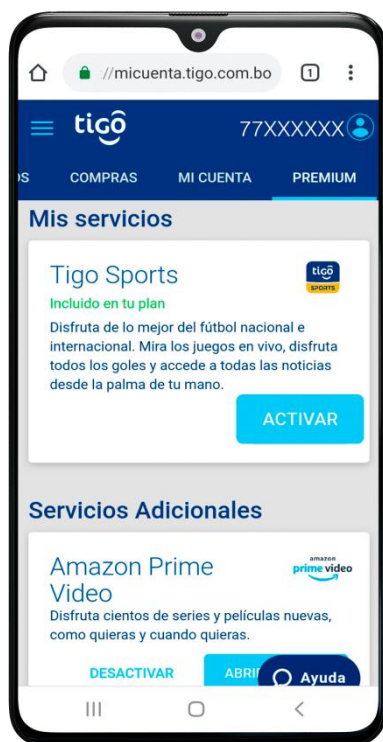 ://micuenta.tigo.com.bo 1
tigo 77XXXXXX
OS COMPRAS MI CUENTA PREMIUM
Mis servicios
Tigo Sports
tigo
SPORTS
Incluido en tu plan
Disfruta de lo mejor del fútbol nacional e
internacional. Mira los juegos en vivo, disfruta
todos los goles y accede a todas las noticias
desde la palma de tu mano.
ACTIVAR
Servicios Adicionales
Amazon Prime
Video
amazon
prime video
Disfruta cientos de series y películas nuevas,
como quieras y cuando quieras.
DESACTIVAR ABRI Ayuda